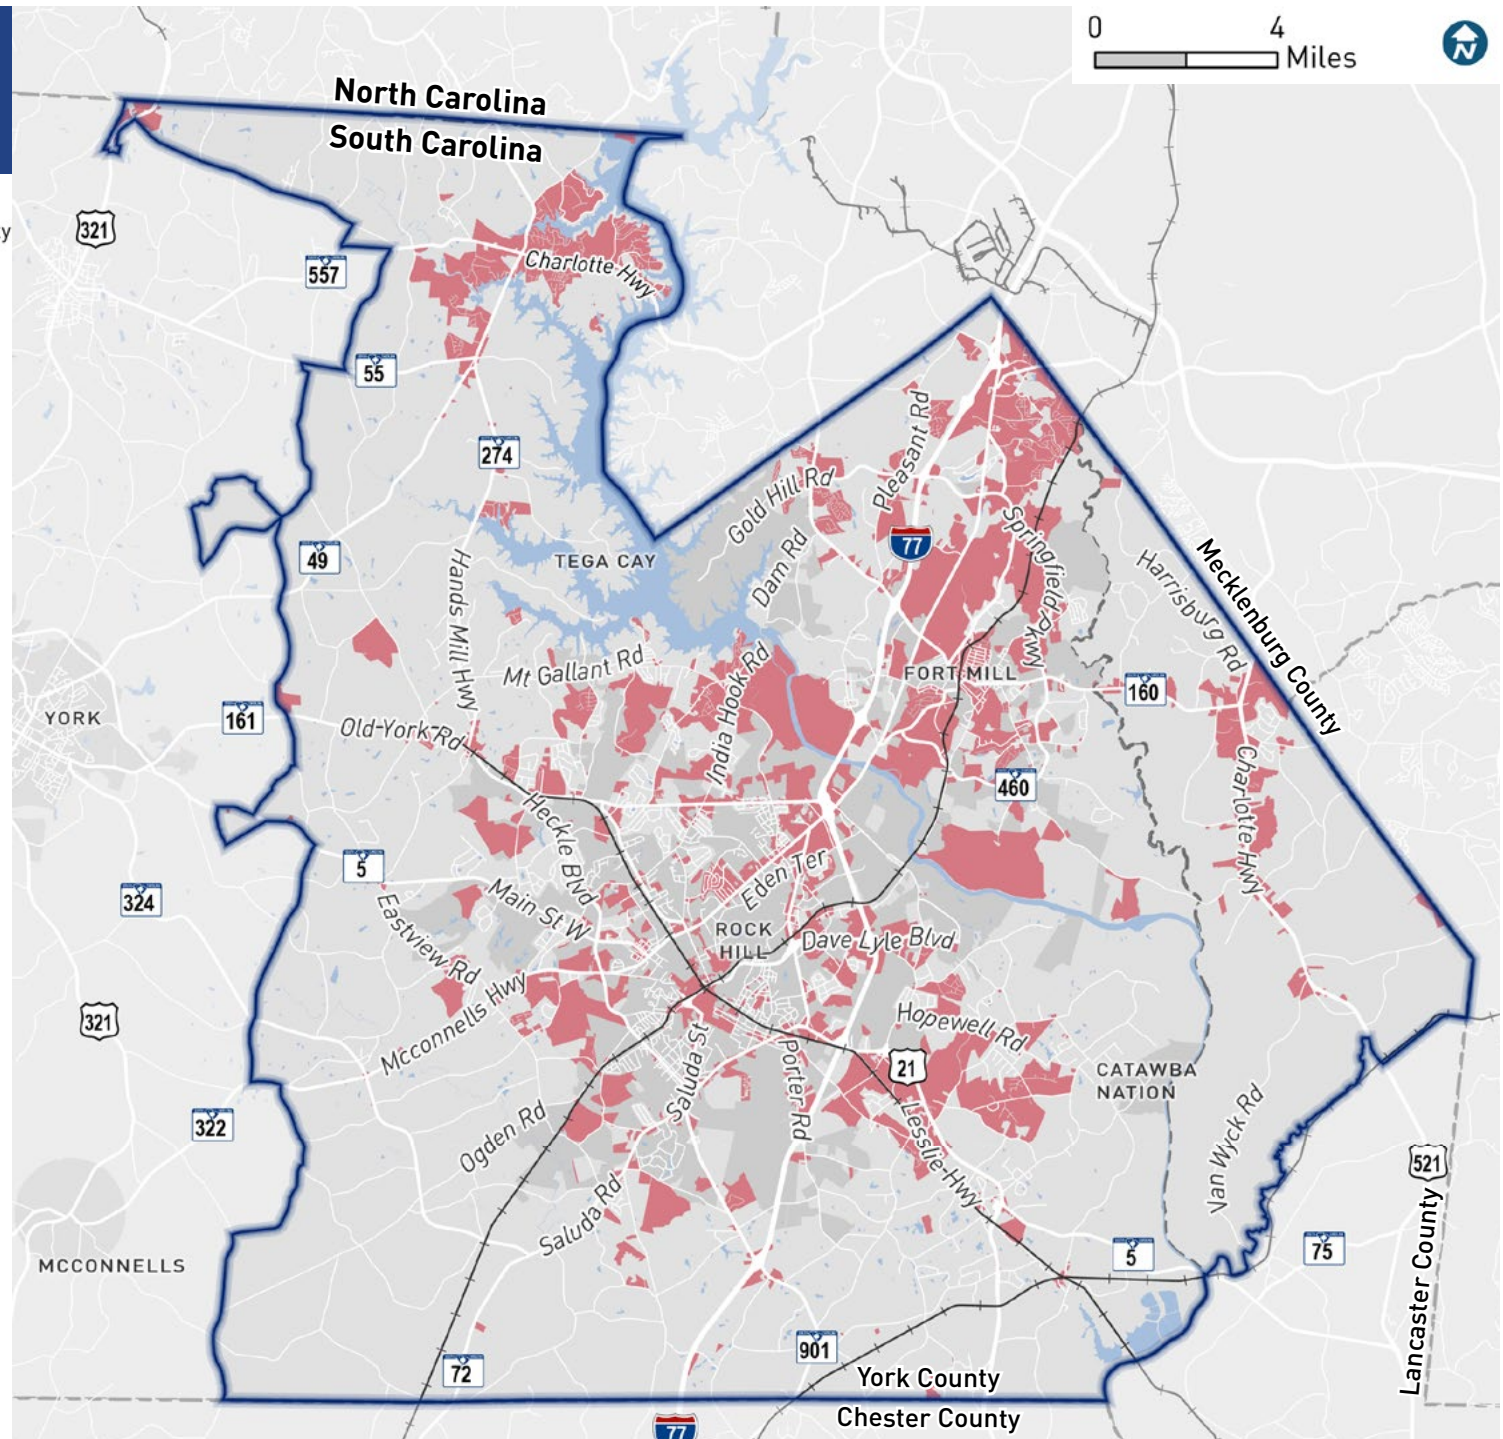 0 4
Miles
N
North Carolina
South Carolina
321
y
557
Charlotte Hwy
55
274
Pleasant Rd
Gold Hill Rd
77
Springfield Pkwy
49
TEGA CAY
Dam Rd
Harrisburg Rd
Mecklenburg County
Hands Mill Hwy
Mt Gallant Rd
India Hook Rd
FORT MILL
160
YORK
161
Old-York-Rd
460
Charlotte Hwy
Heckle Blvd
5
Eden Ter
324
Eastview Rd
Main St W
ROCK
HILL
Dave Lyle Blvd
321
Mcconnells Hwy
Hopewell Rd
Saluda St
Porter Rd
21
CATAWBA
NATION
322
Ogden Rd
Lesslie-Hwy
Van Wyck Rd
521
Saluda Rd
MCCONNELLS
5
75
Lancaster County
901
72
York County
Chester County
77